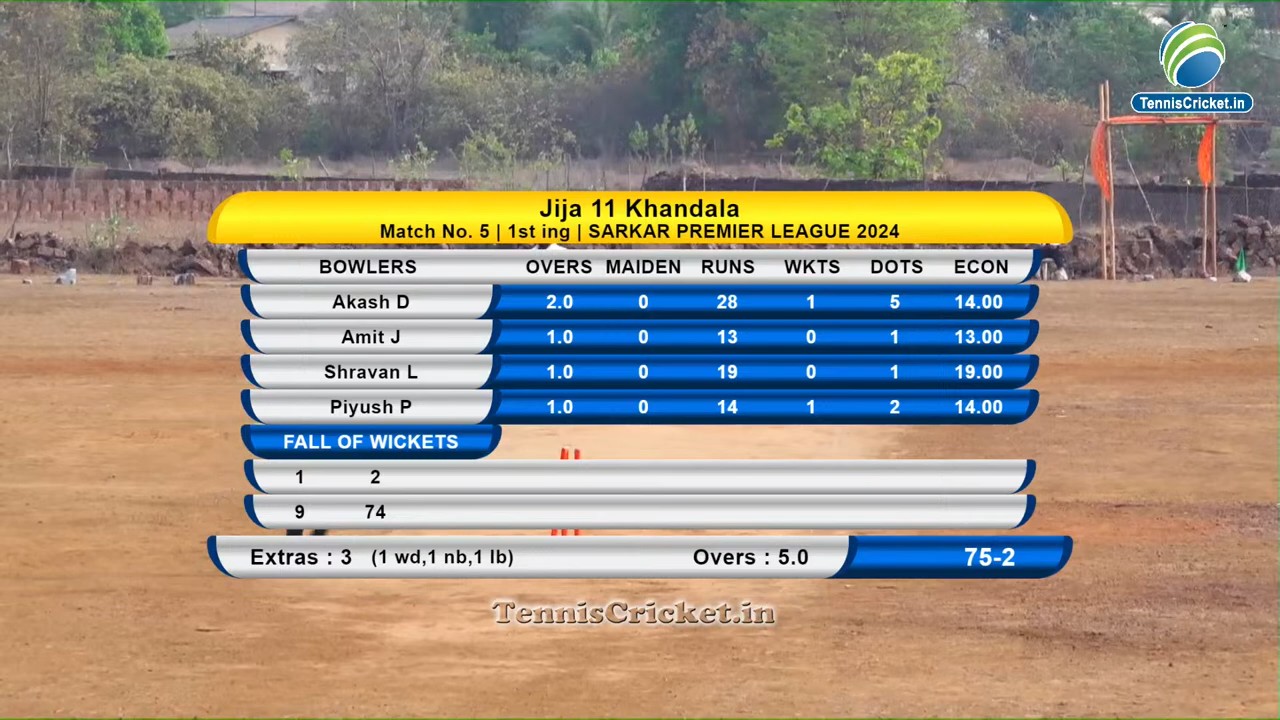 TennisCricket.in
Jija 11 Khandala
Match No. 5 | 1st ing | SARKAR PREMIER LEAGUE 2024
BOWLERS OVERS MAIDEN RUNS WKTS DOTS ECON
Akash D 2.0 0 28 1 5 14.00
Amit J 1.0 0 13 0 1 13.00
Shravan L 1.0 0 19 0 1 19.00
Piyush P 1.0 0 14 1 2 14.00
FALL OF WICKETS
1 2
9 74
Extras : 3 (1 wd,1 nb,1 lb) Overs : 5.0 75-2
TennisCricket.in